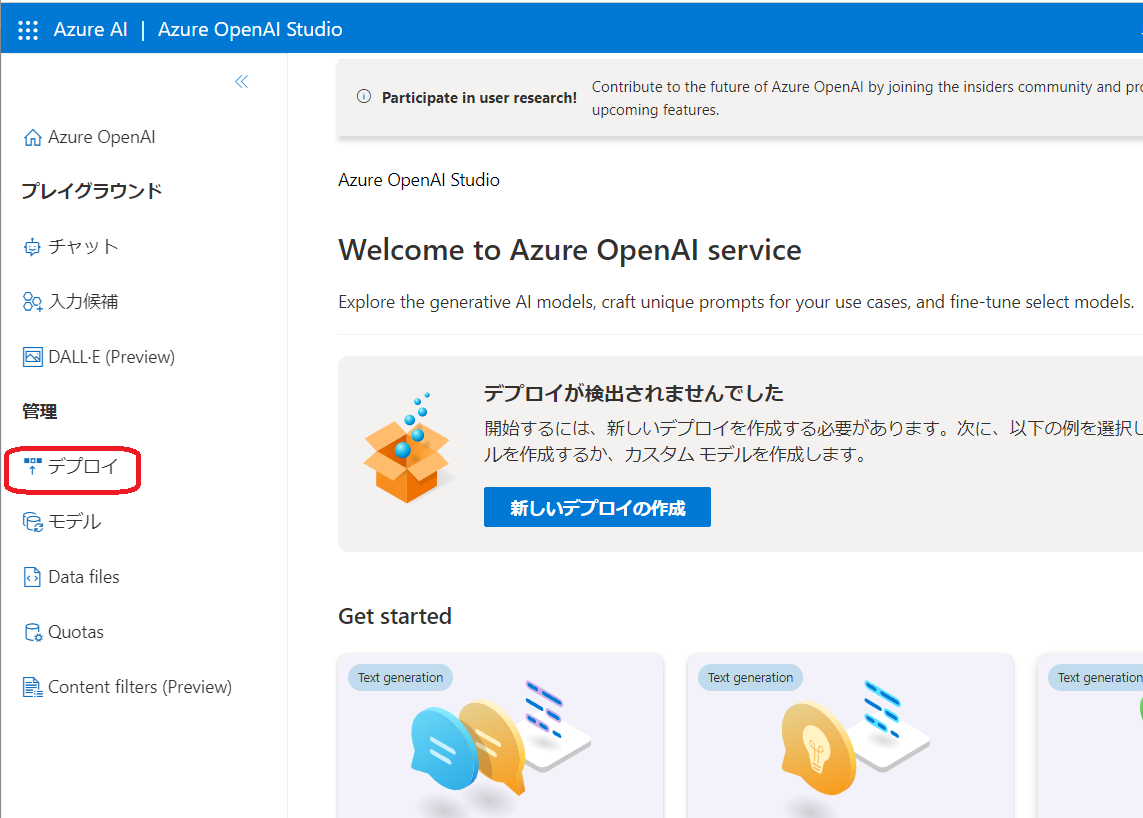 Azure AI | Azure OpenAI Studio
Participate in user research!
Contribute to the future of Azure OpenAI by joining the insiders community and
upcoming features.
Azure OpenAI
プレイグラウンド
チャット
入力候補
DALL·E (Preview)
管理
デプロイ
モデル
Data files
Quotas
Content filters (Preview)
Azure OpenAI Studio
Welcome to Azure OpenAI service
Explore the generative AI models, craft unique prompts for your use cases, and fine-tune select models.
デプロイが検出されませんでした
開始するには、新しいデプロイを作成する必要があります。次に、以下の例を選択し
ルを作成するか、カスタム モデルを作成します。
新しいデプロイの作成
Get started
Text generation
Text generation
Text generation